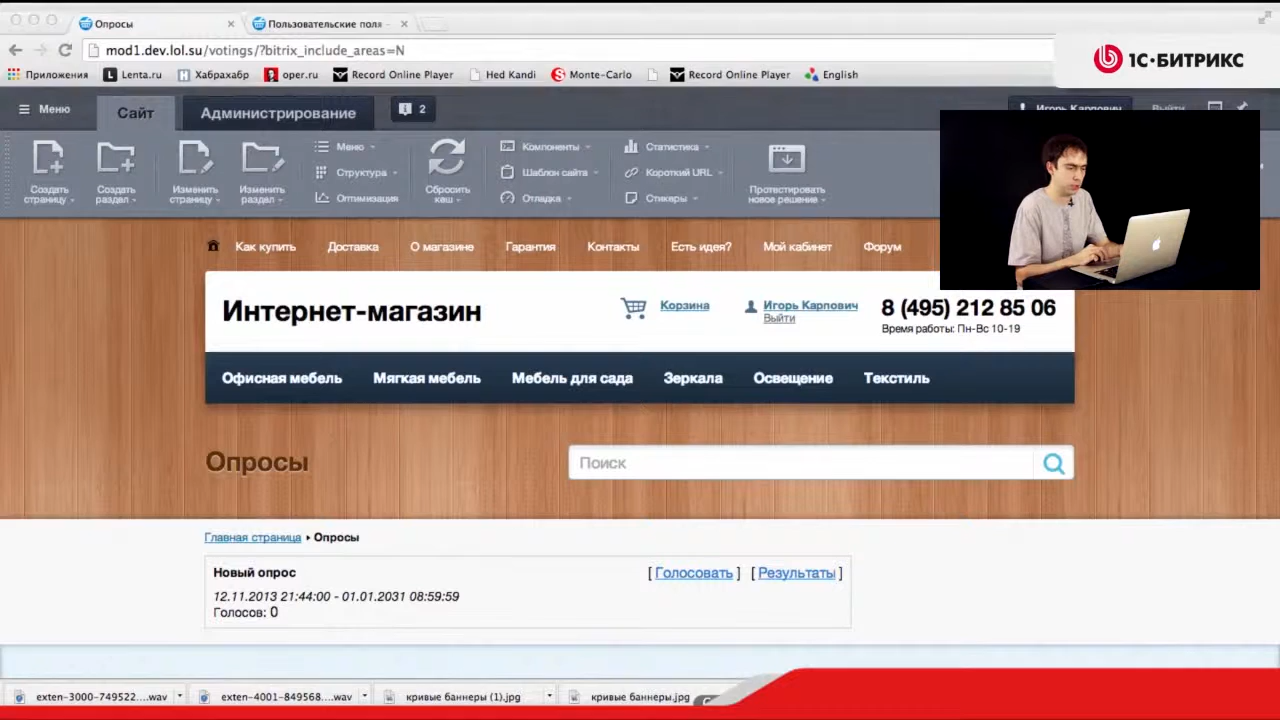 Опросы
Пользовательские поля -
mod1.dev.lol.su/votings/?bitrix_include_areas=N
1С·БИТРИКС
Приложения
Lenta.ru
Хабрахабр
oper.ru
Record Online Player
Hed Kandi
Monte-Carlo
Record Online Player
English
Меню
Сайт
Администрирование
2
Игорь Карпович
Выйти
Создать страницу
Создать раздел
Изменить страницу
Изменить раздел
Меню
Структура
Оптимизация
Сбросить кеш
Компоненты
Шаблон сайта
Отладка
Статистика
Короткий URL
Стикеры
Протестировать новое решение
Как купить
Доставка
О магазине
Гарантия
Контакты
Есть идея?
Мой кабинет
Форум
Интернет-магазин
Корзина
Игорь Карпович
Выйти
8 (495) 212 85 06
Время работы: Пн-Вс 10-19
Офисная мебель
Мягкая мебель
Мебель для сада
Зеркала
Освещение
Текстиль
Опросы
Поиск
Главная страница ▸ Опросы
Новый опрос
[ Голосовать ] [ Результаты ]
12.11.2013 21:44:00 - 01.01.2031 08:59:59
Голосов: 0
exten-3000-749522....wav
exten-4001-849568....wav
кривые баннеры (1).jpg
кривые баннеры.jpg